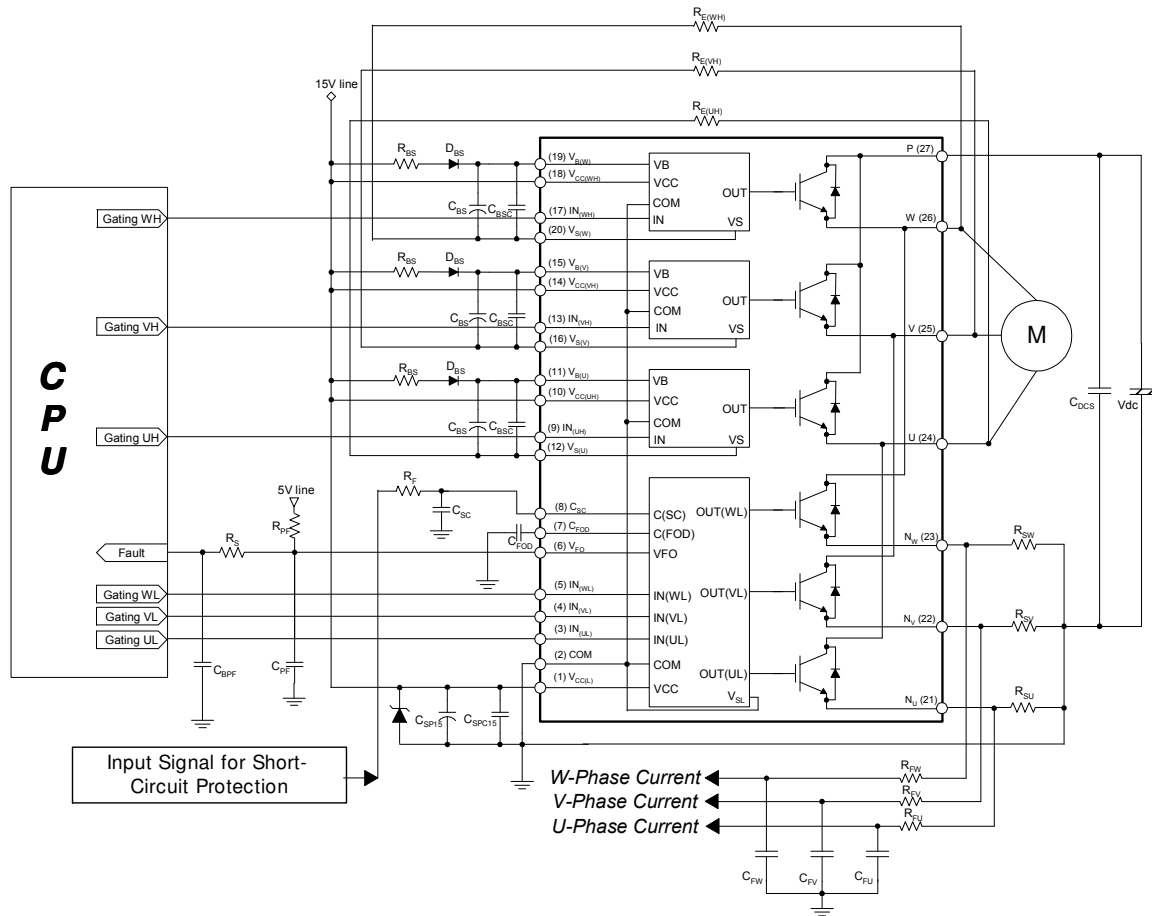 R_E(WH)
R_E(VH)
15V line
R_E(UH)
R_BS
D_BS
C_BS
C_BSC
(19) V_B(W)
(18) V_CC(WH)
(17) IN_(WH)
(20) V_S(W)
VB
VCC
COM
IN
OUT
VS
P (27)
W (26)
Gating WH
R_BS
D_BS
C_BS
C_BSC
(15) V_B(V)
(14) V_CC(VH)
(13) IN_(VH)
(16) V_S(V)
VB
VCC
COM
IN
OUT
VS
V (25)
M
Gating VH
CPU
R_BS
D_BS
C_BS
C_BSC
(11) V_B(U)
(10) V_CC(UH)
(9) IN_(UH)
(12) V_S(U)
VB
VCC
COM
IN
OUT
VS
U (24)
C_DCS
Vdc
Gating UH
5V line
R_F
C_SC
R_PF
R_S
C_FOD
Fault
(8) C_SC
(7) C_FOD
(6) V_FO
(5) IN_(WL)
(4) IN_(VL)
(3) IN_(UL)
(2) COM
(1) V_CC(L)
C(SC)
C(FOD)
VFO
IN(WL)
IN(VL)
IN(UL)
COM
VCC
OUT(WL)
OUT(VL)
OUT(UL)
V_SL
N_W (23)
R_SW
N_V (22)
R_SV
N_U (21)
R_SU
Gating WL
Gating VL
Gating UL
C_BPF
C_PF
C_SP15
C_SPC15
Input Signal for Short-
Circuit Protection
W-Phase Current
R_FW
V-Phase Current
R_FV
U-Phase Current
R_FU
C_FW
C_FV
C_FU